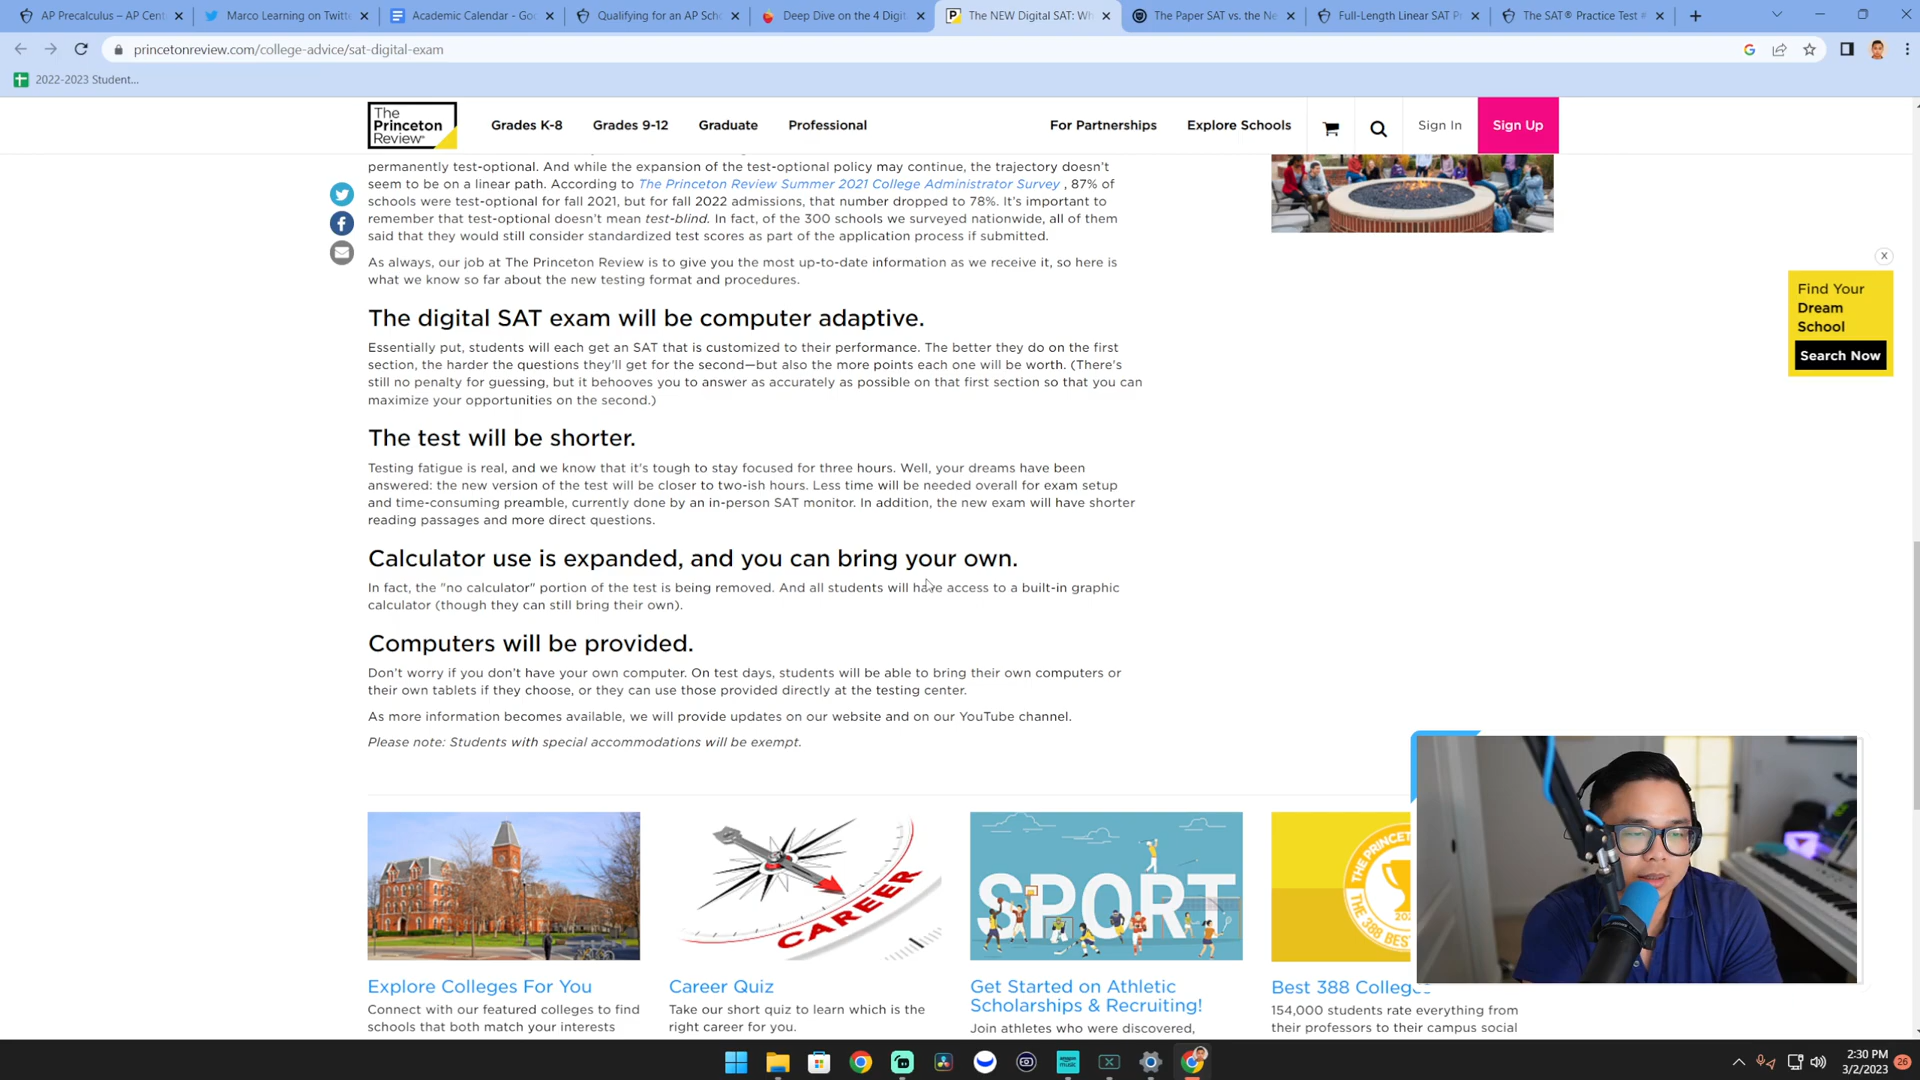 AP Precalculus – AP Cent
Marco Learning on Twitt
Academic Calendar - Goo
Qualifying for an AP Scho
Deep Dive on the 4 Digit
The NEW Digital SAT: Wh
The Paper SAT vs. the Ne
Full-Length Linear SAT Pr
The SAT® Practice Test #
princetonreview.com/college-advice/sat-digital-exam
2022-2023 Student...
The
Princeton
Review®
Grades K-8
Grades 9-12
Graduate
Professional
For Partnerships
Explore Schools
Sign In
Sign Up
permanently test-optional. And while the expansion of the test-optional policy may continue, the trajectory doesn't
seem to be on a linear path. According to The Princeton Review Summer 2021 College Administrator Survey , 87% of
schools were test-optional for fall 2021, but for fall 2022 admissions, that number dropped to 78%. It's important to
remember that test-optional doesn't mean test-blind. In fact, of the 300 schools we surveyed nationwide, all of them
said that they would still consider standardized test scores as part of the application process if submitted.
As always, our job at The Princeton Review is to give you the most up-to-date information as we receive it, so here is
what we know so far about the new testing format and procedures.
X
Find Your
Dream
School
Search Now
The digital SAT exam will be computer adaptive.
Essentially put, students will each get an SAT that is customized to their performance. The better they do on the first
section, the harder the questions they'll get for the second—but also the more points each one will be worth. (There's
still no penalty for guessing, but it behooves you to answer as accurately as possible on that first section so that you can
maximize your opportunities on the second.)
The test will be shorter.
Testing fatigue is real, and we know that it's tough to stay focused for three hours. Well, your dreams have been
answered: the new version of the test will be closer to two-ish hours. Less time will be needed overall for exam setup
and time-consuming preamble, currently done by an in-person SAT monitor. In addition, the new exam will have shorter
reading passages and more direct questions.
Calculator use is expanded, and you can bring your own.
In fact, the "no calculator" portion of the test is being removed. And all students will have access to a built-in graphic
calculator (though they can still bring their own).
Computers will be provided.
Don't worry if you don't have your own computer. On test days, students will be able to bring their own computers or
their own tablets if they choose, or they can use those provided directly at the testing center.
As more information becomes available, we will provide updates on our website and on our YouTube channel.
Please note: Students with special accommodations will be exempt.
CAREER
SPORT
THE PRINCE
THE 388 BES
Explore Colleges For You
Connect with our featured colleges to find
schools that both match your interests
Career Quiz
Take our short quiz to learn which is the
right career for you.
Get Started on Athletic
Scholarships & Recruiting!
Join athletes who were discovered,
Best 388 Colleges
154,000 students rate everything from
their professors to their campus social
2:30 PM
3/2/2023
26